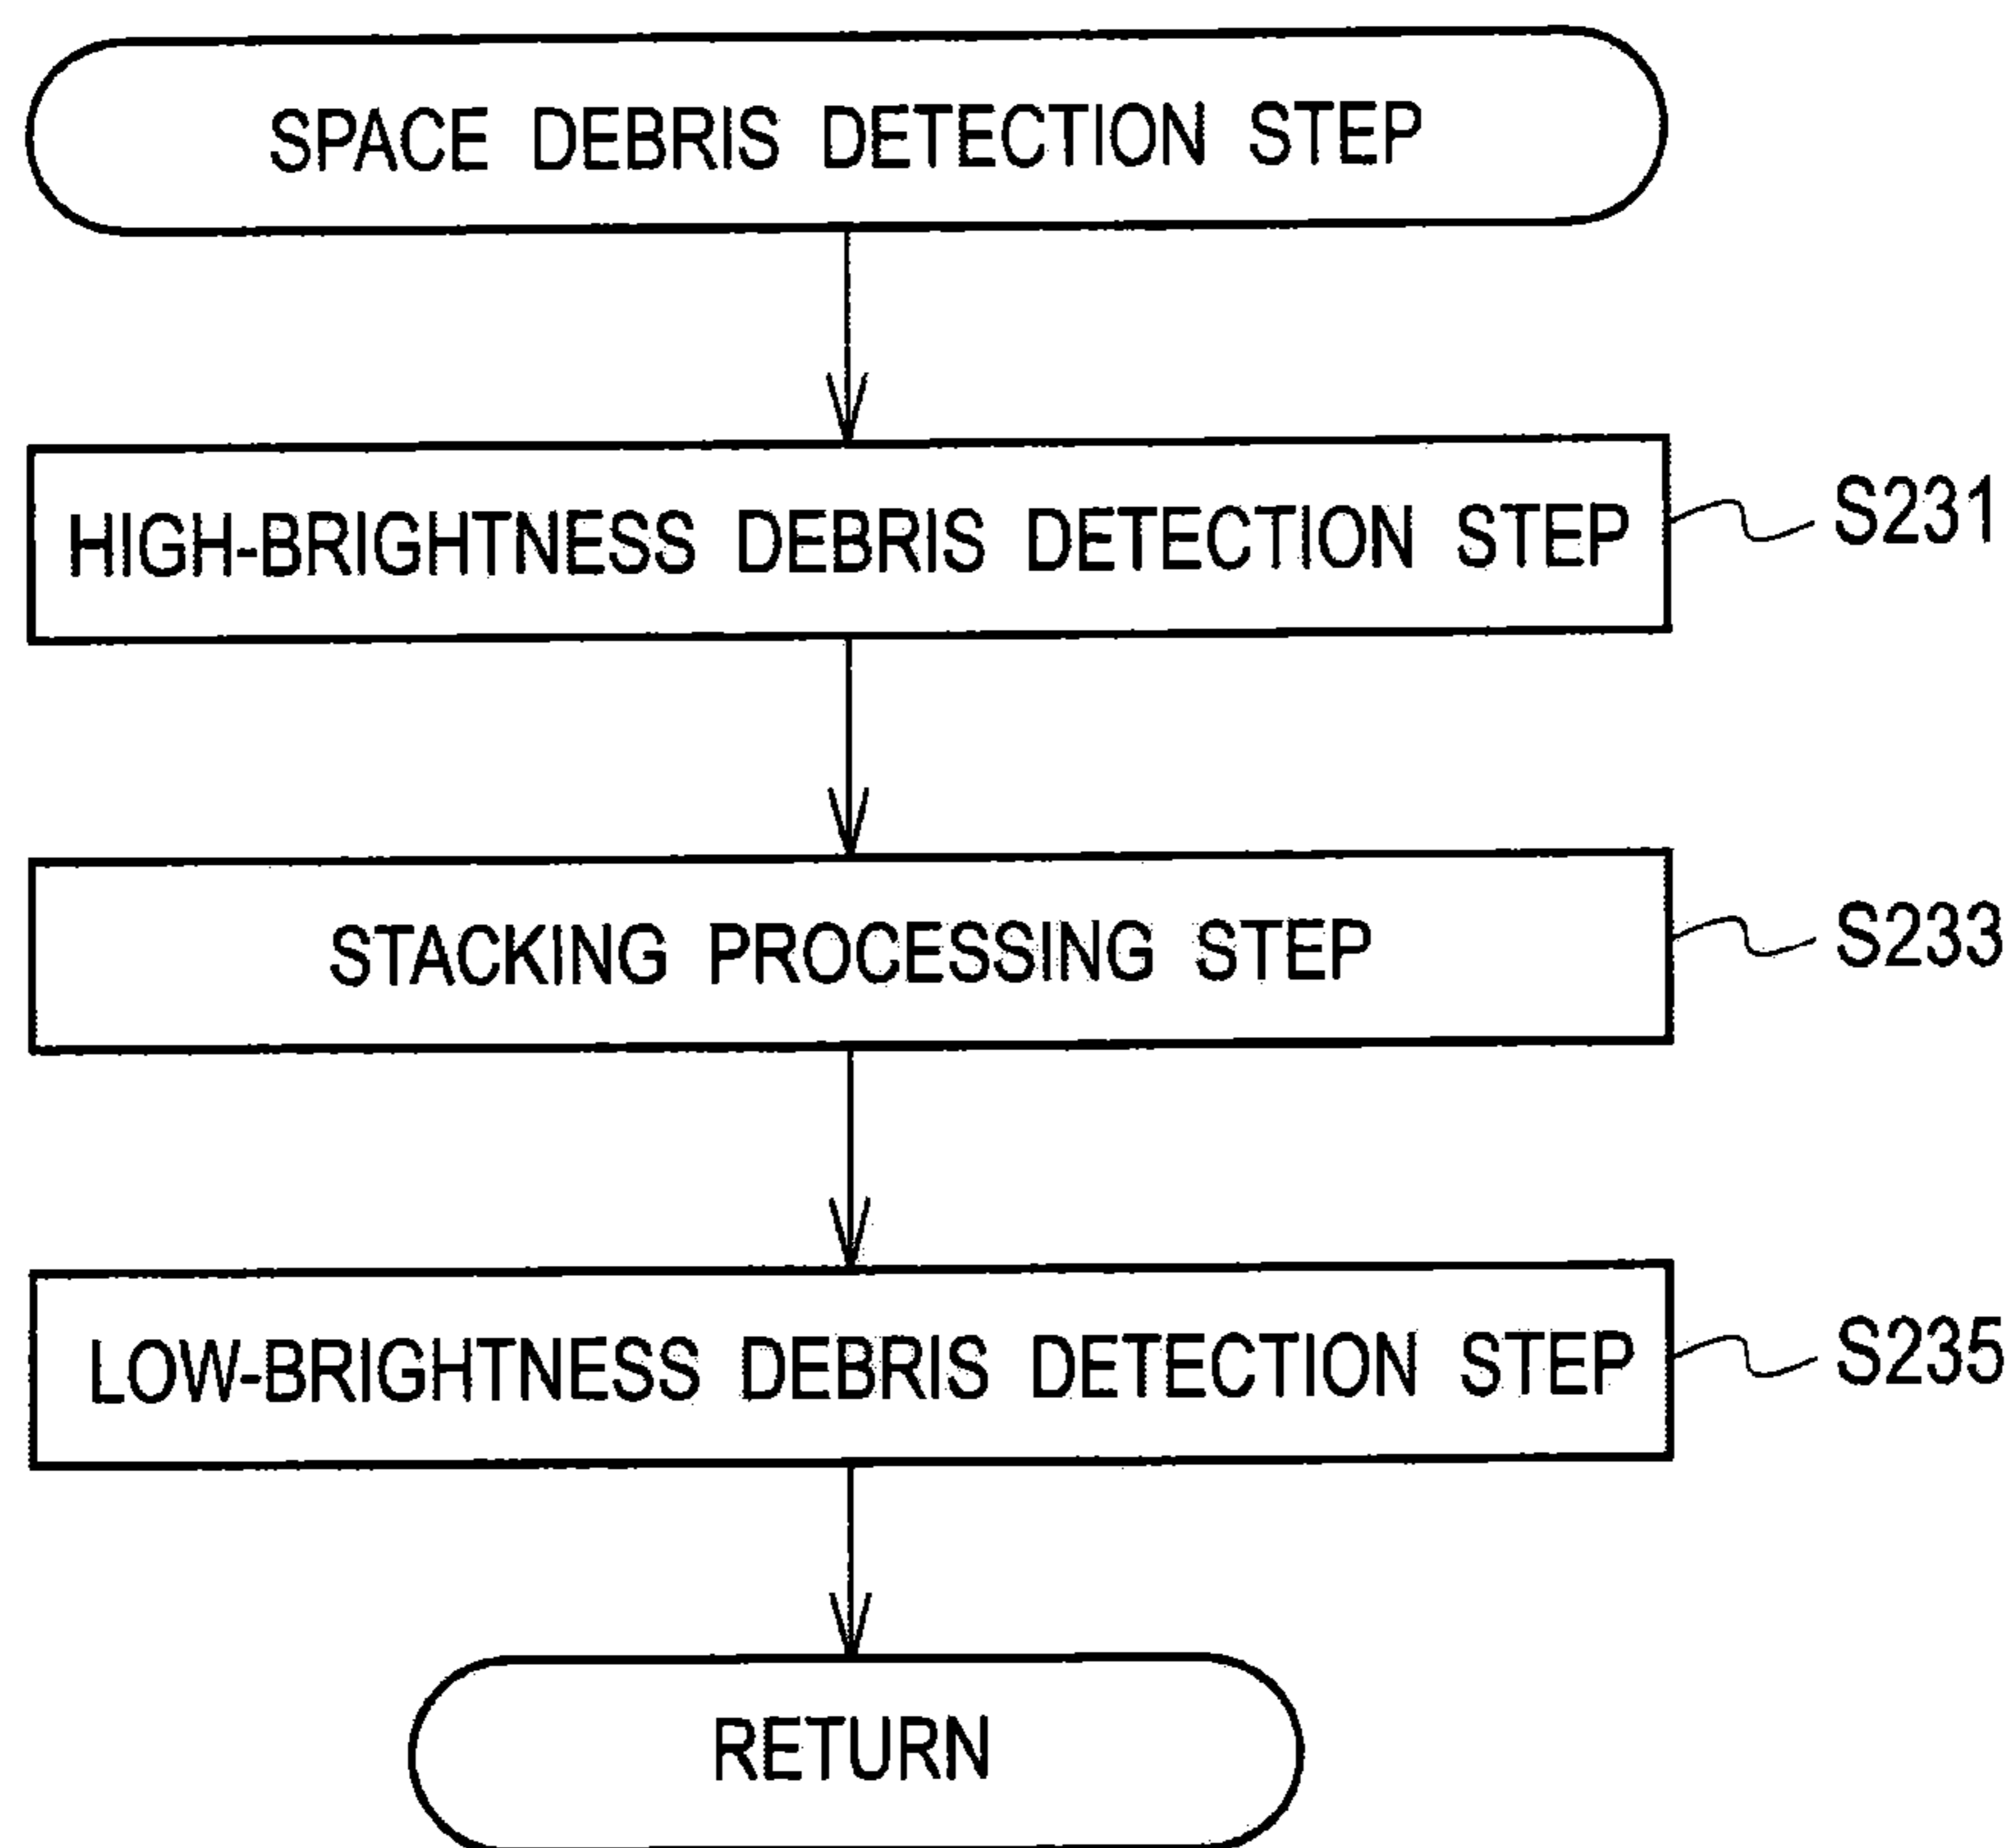 SPACE DEBRIS DETECTION STEP
HIGH-BRIGHTNESS DEBRIS DETECTION STEP
S231
STACKING PROCESSING STEP
S233
LOW-BRIGHTNESS DEBRIS DETECTION STEP
S235
RETURN